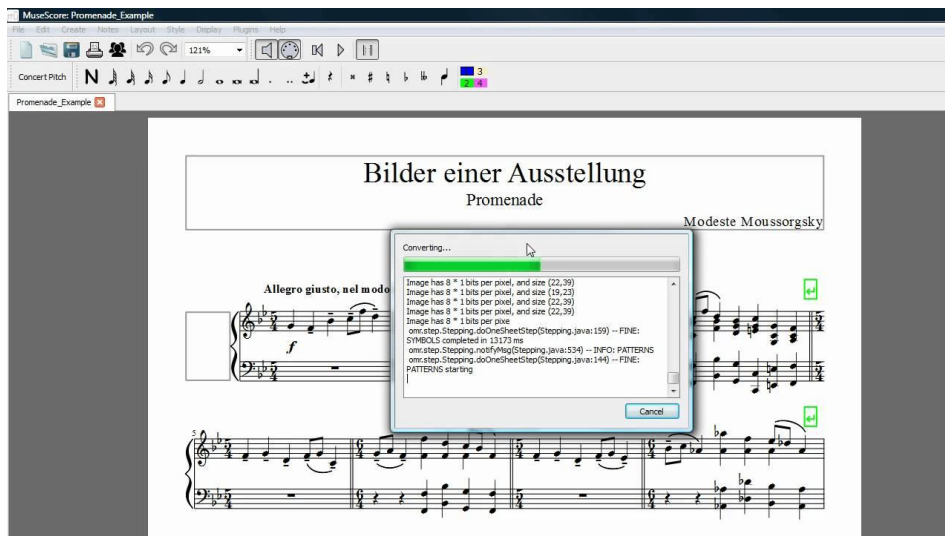 MuseScore: Promenade_Example
File Edit Create Notes Layout Style Display Plugins Help
121%
Concert Pitch N 3
2 4
Promenade_Example
Bilder einer Ausstellung
Promenade
Modeste Moussorgsky
Converting...
Allegro giusto, nel modo
Image has 8 * 1 bits per pixel, and size (22,39)
Image has 8 * 1 bits per pixel, and size (19,23)
Image has 8 * 1 bits per pixel, and size (22,39)
Image has 8 * 1 bits per pixel, and size (22,39)
Image has 8 * 1 bits per pixe
omr.step.Stepping.doOneSheetStep(Stepping.java:159) -- FINE:
SYMBOLS completed in 13173 ms
omr.step.Stepping.notifyMsg(Stepping.java:534) -- INFO: PATTERNS
omr.step.Stepping.doOneSheetStep(Stepping.java:144) -- FINE:
PATTERNS starting
Cancel
f
5